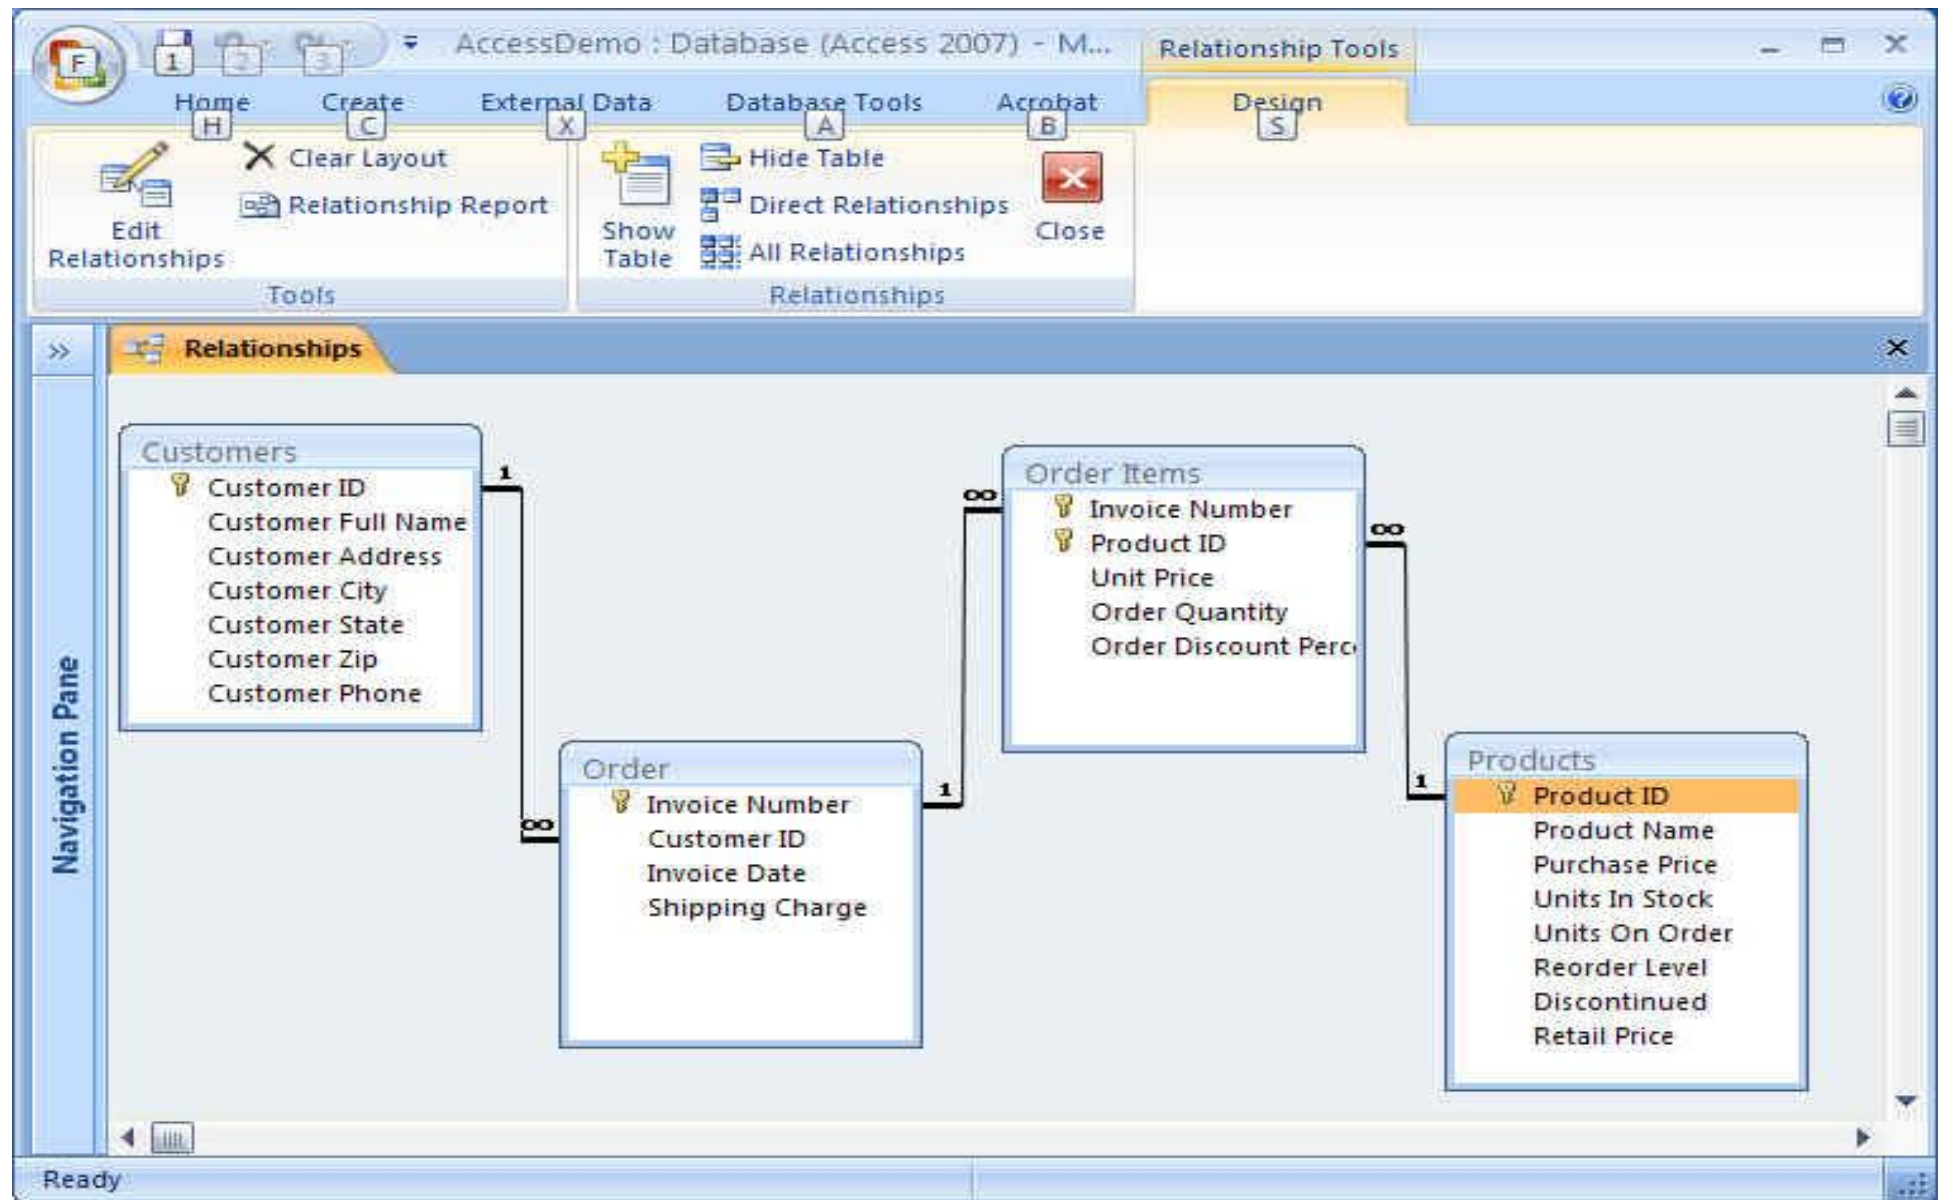 AccessDemo : Database (Access 2007) - M...
Relationship Tools
F
1
2
3
Home
Create
External Data
Database Tools
Acrobat
Design
H
C
X
A
B
S
Clear Layout
Relationship Report
Edit
Relationships
Tools
Show
Table
Hide Table
Direct Relationships
All Relationships
Close
Relationships
»
Relationships
Navigation Pane
Customers
Customer ID
Customer Full Name
Customer Address
Customer City
Customer State
Customer Zip
Customer Phone
1
∞
Order
Invoice Number
Customer ID
Invoice Date
Shipping Charge
1
∞
Order Items
Invoice Number
Product ID
Unit Price
Order Quantity
Order Discount Perc
∞
1
Products
Product ID
Product Name
Purchase Price
Units In Stock
Units On Order
Reorder Level
Discontinued
Retail Price
Ready